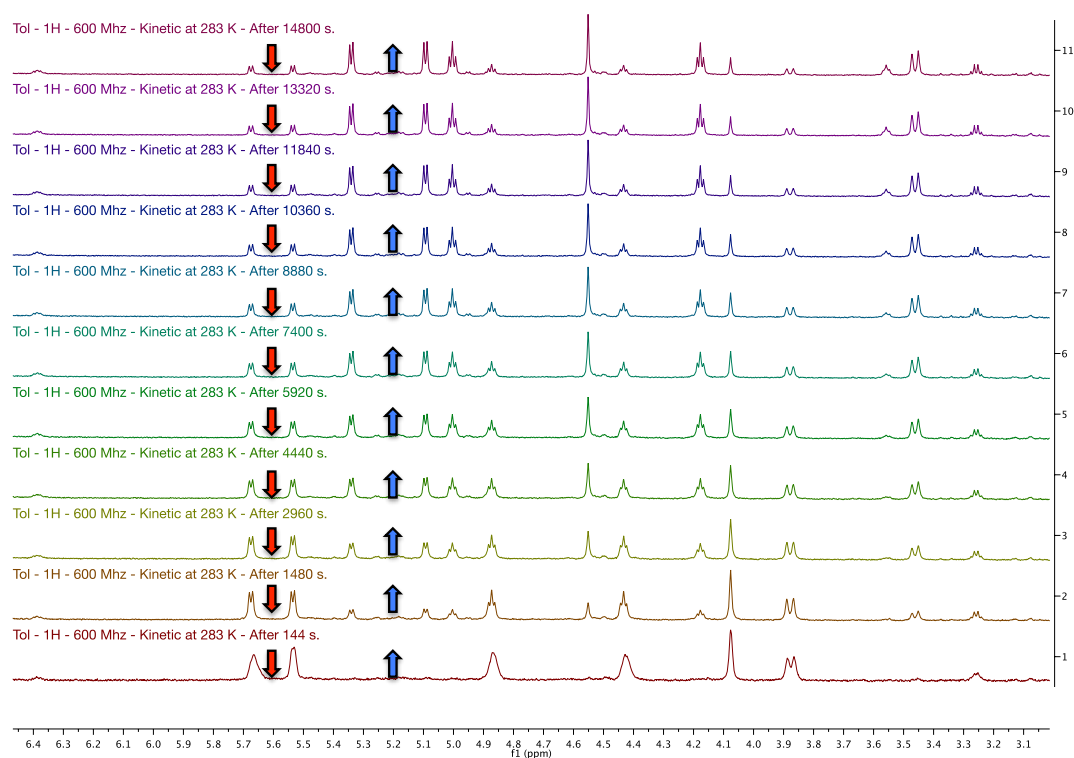 Tol - 1H - 600 Mhz - Kinetic at 283 K - After 14800 s.
11
Tol - 1H - 600 Mhz - Kinetic at 283 K - After 13320 s.
10
Tol - 1H - 600 Mhz - Kinetic at 283 K - After 11840 s.
9
Tol - 1H - 600 Mhz - Kinetic at 283 K - After 10360 s.
8
Tol - 1H - 600 Mhz - Kinetic at 283 K - After 8880 s.
7
Tol - 1H - 600 Mhz - Kinetic at 283 K - After 7400 s.
6
Tol - 1H - 600 Mhz - Kinetic at 283 K - After 5920 s.
5
Tol - 1H - 600 Mhz - Kinetic at 283 K - After 4440 s.
4
Tol - 1H - 600 Mhz - Kinetic at 283 K - After 2960 s.
3
Tol - 1H - 600 Mhz - Kinetic at 283 K - After 1480 s.
2
Tol - 1H - 600 Mhz - Kinetic at 283 K - After 144 s.
1
6.4 6.3 6.2 6.1 6.0 5.9 5.8 5.7 5.6 5.5 5.4 5.3 5.2 5.1 5.0 4.9 4.8 4.7 4.6 4.5 4.4 4.3 4.2 4.1 4.0 3.9 3.8 3.7 3.6 3.5 3.4 3.3 3.2 3.1
f1 (ppm)